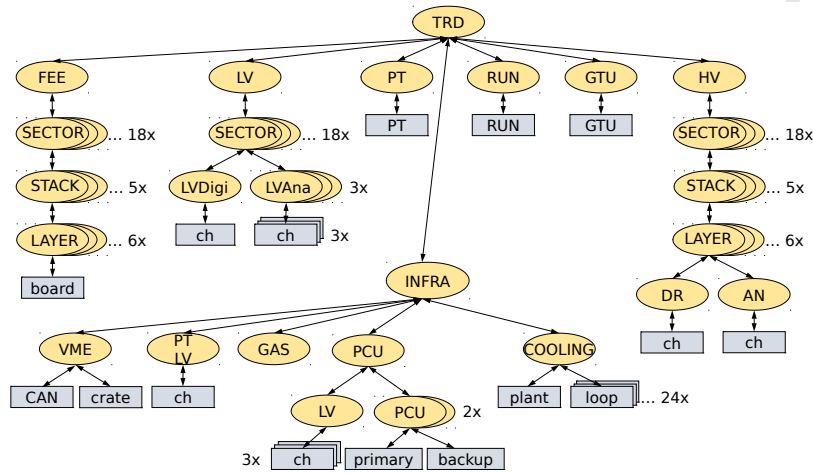 TRD
FEE LV PT RUN GTU HV
SECTOR ... 18x SECTOR ... 18x PT RUN GTU SECTOR ... 18x
STACK ... 5x LVDigi LVAna 3x STACK ... 5x
LAYER ... 6x ch ch 3x LAYER ... 6x
board INFRA DR AN
ch ch
VME PT LV GAS PCU COOLING
CAN crate ch plant loop ... 24x
LV PCU 2x
3x ch primary backup